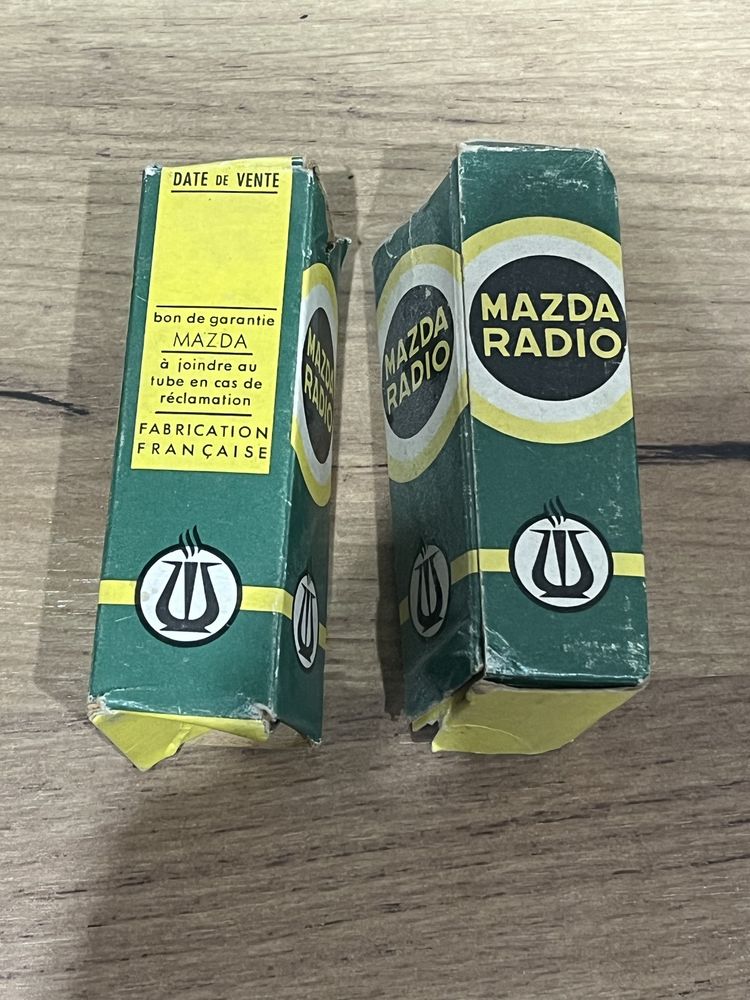 DATE DE VENTE
bon de garantie
MAZDA
à joindre au
tube en cas de
réclamation
FABRICATION
FRANÇAISE
MAZDA
RADIO
MAZDA
RADIO
MAZDA
RADIO